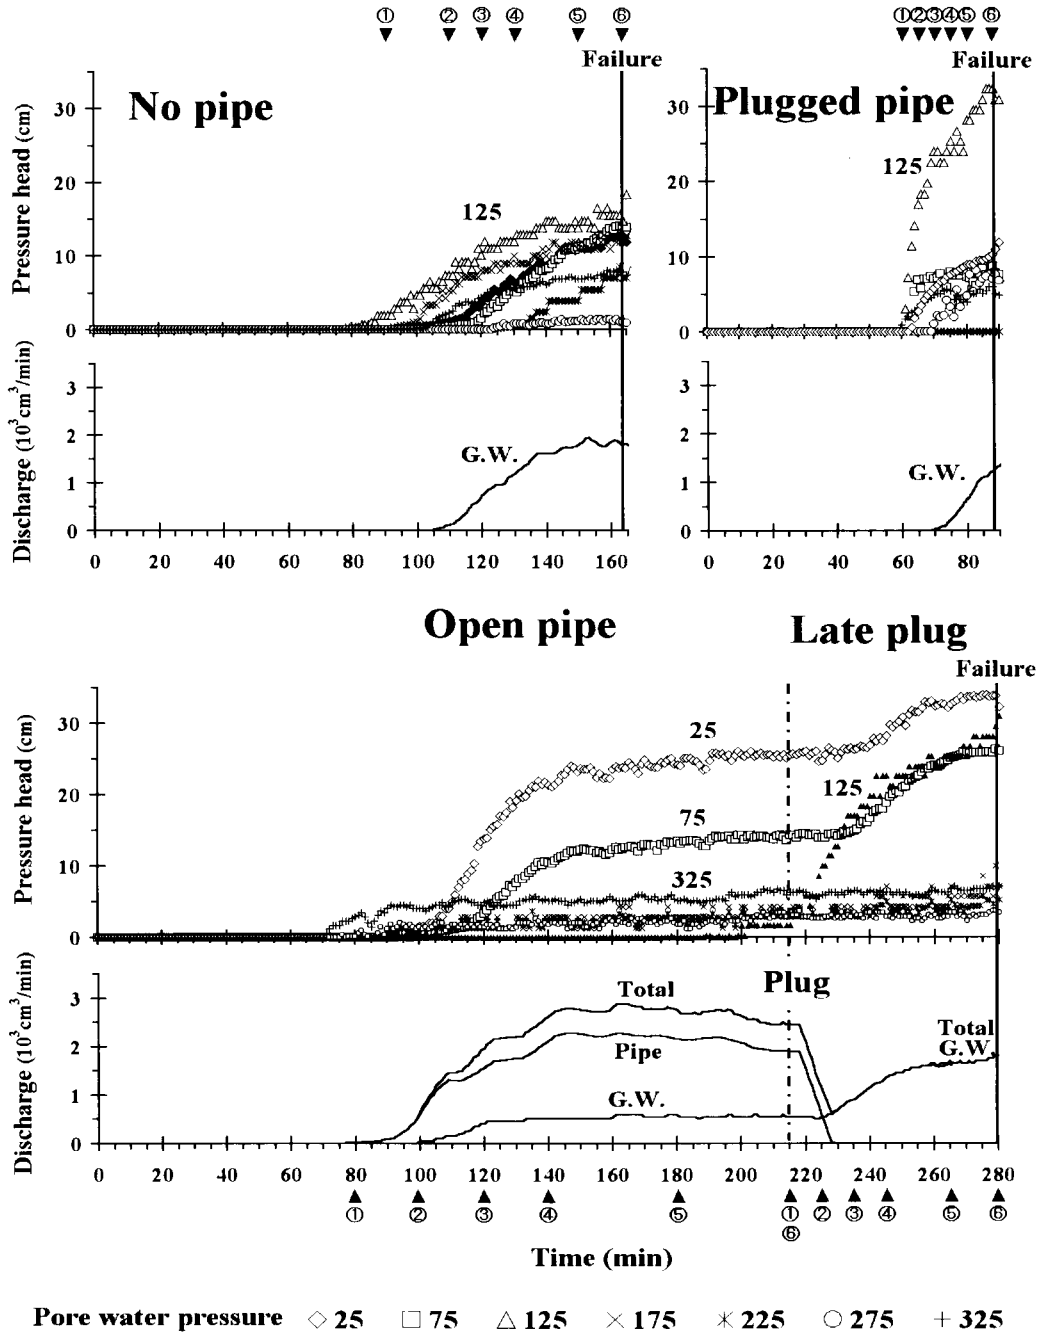 ① ② ③ ④ ⑤ ⑥ ① ② ③ ④ ⑤ ⑥
Failure Failure
No pipe Plugged pipe
Pressure head (cm)
30
20
10
0
125
30
20
10
0
125
Discharge (10³cm³/min)
3
2
1
0
G.W.
0 20 40 60 80 100 120 140 160
3
2
1
0
G.W.
0 20 40 60 80
Open pipe Late plug
Failure
Pressure head (cm)
30
20
10
0
25
75
125
325
Discharge (10³cm³/min)
3
2
1
0
Plug
Total
Pipe
G.W.
Total
G.W.
0 20 40 60 80 100 120 140 160 180 200 220 240 260 280
① ② ③ ④ ⑤ ① ② ③ ④ ⑤ ⑥
⑥
Time (min)
Pore water pressure 25 75 125 175 225 275 325